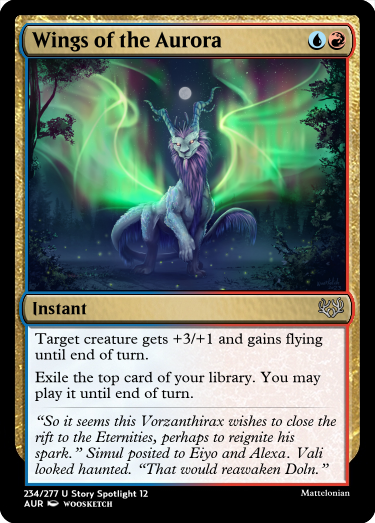 Wings of the Aurora
Instant
Target creature gets +3/+1 and gains flying
until end of turn.
Exile the top card of your library. You may
play it until end of turn.
“So it seems this Vorzanthirax wishes to close
the rift to the Eternities, perhaps to reignite his
spark.” Simul posited to Eiyo and Alexa. Vali
looked haunted. “That would reawaken Doln.”
234/277 U Story Spotlight 12
Mattelonian
AUR WOOSKETCH